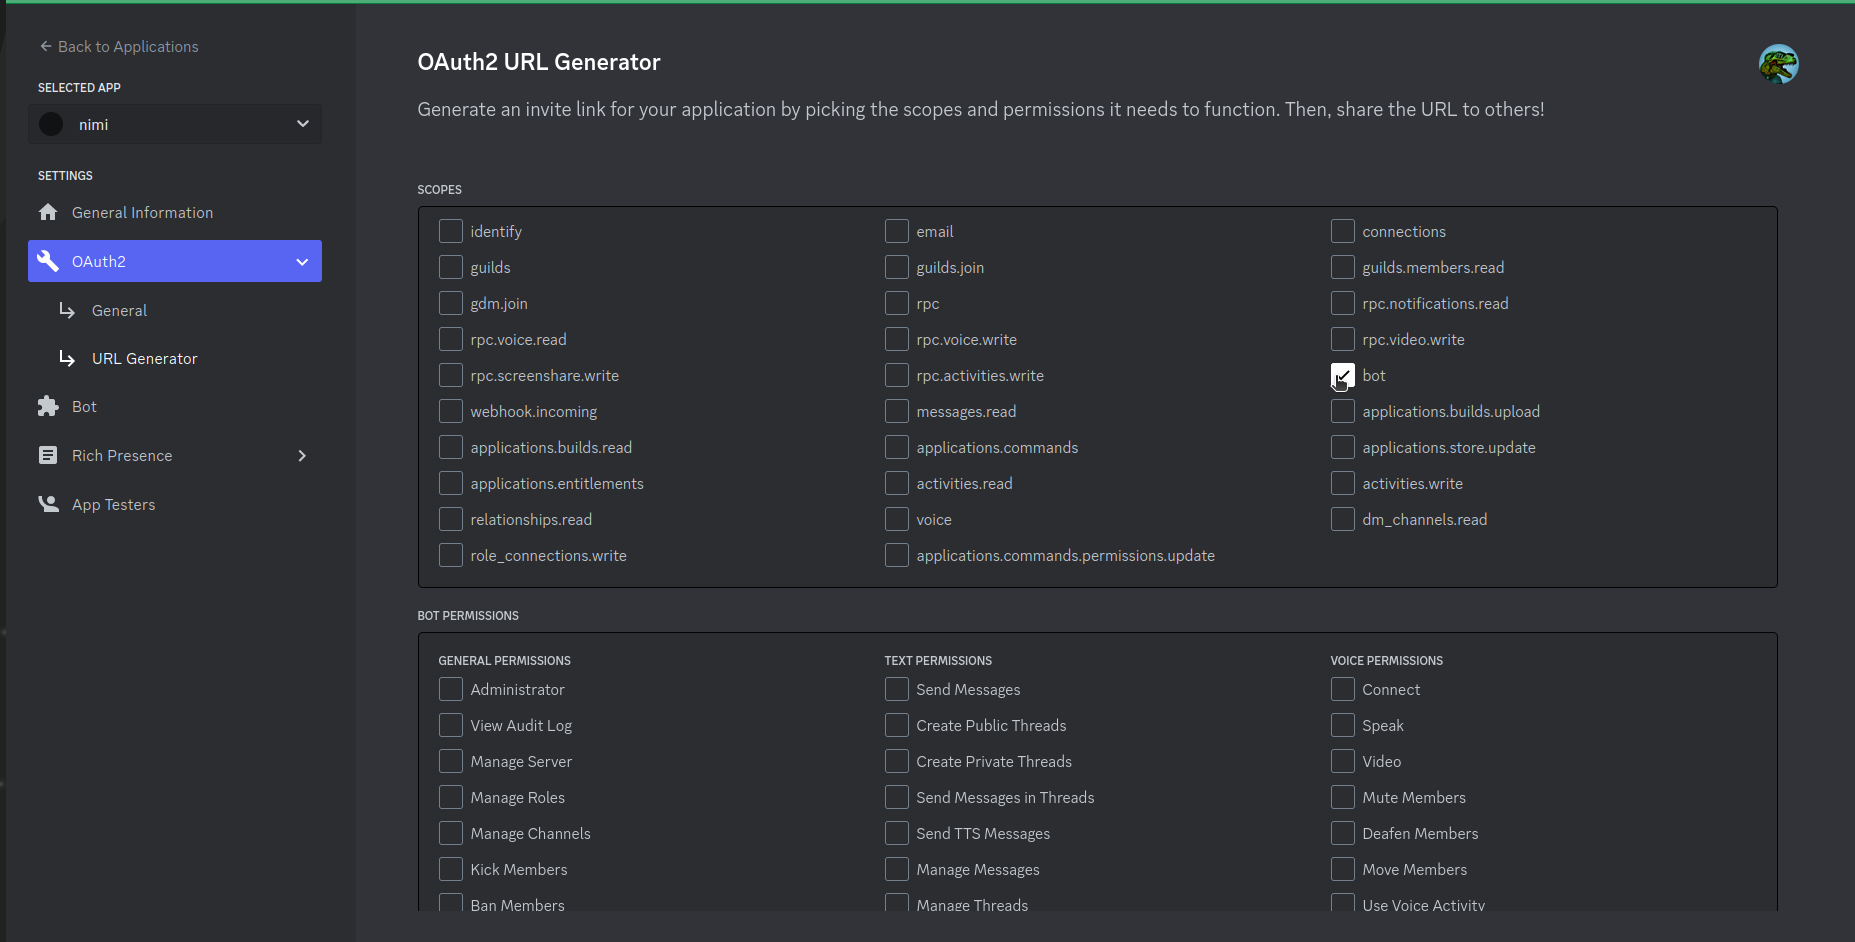 Back to Applications
SELECTED APP
nimi
SETTINGS
General Information
OAuth2
General
URL Generator
Bot
Rich Presence
App Testers
OAuth2 URL Generator
Generate an invite link for your application by picking the scopes and permissions it needs to function. Then, share the URL to others!
SCOPES
identify
email
connections
guilds
guilds.join
guilds.members.read
gdm.join
rpc
rpc.notifications.read
rpc.voice.read
rpc.voice.write
rpc.video.write
rpc.screenshare.write
rpc.activities.write
bot
webhook.incoming
messages.read
applications.builds.upload
applications.builds.read
applications.commands
applications.store.update
applications.entitlements
activities.read
activities.write
relationships.read
voice
dm_channels.read
role_connections.write
applications.commands.permissions.update
BOT PERMISSIONS
GENERAL PERMISSIONS
Administrator
View Audit Log
Manage Server
Manage Roles
Manage Channels
Kick Members
Ban Members
TEXT PERMISSIONS
Send Messages
Create Public Threads
Create Private Threads
Send Messages in Threads
Send TTS Messages
Manage Messages
Manage Threads
VOICE PERMISSIONS
Connect
Speak
Video
Mute Members
Deafen Members
Move Members
Use Voice Activity